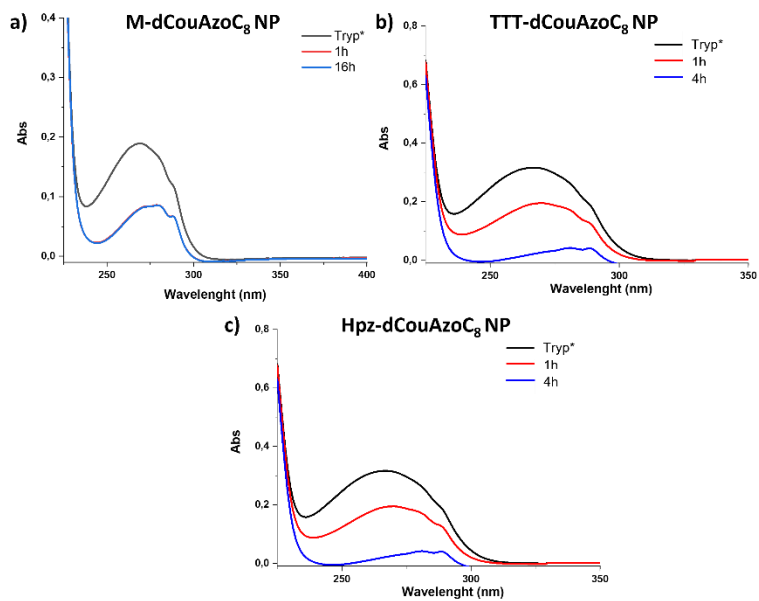 a) M-dCouAzoC₈ NP
Tryp*
1h
16h
0,4
0,3
0,2
0,1
0,0
Abs
250 300 350 400
Wavelenght (nm)
b) TTT-dCouAzoC₈ NP
Tryp*
1h
4h
0,8
0,6
0,4
0,2
0,0
Abs
250 300 350
Wavelenght (nm)
c) Hpz-dCouAzoC₈ NP
Tryp*
1h
4h
0,8
0,6
0,4
0,2
0,0
Abs
250 300 350
Wavelenght (nm)